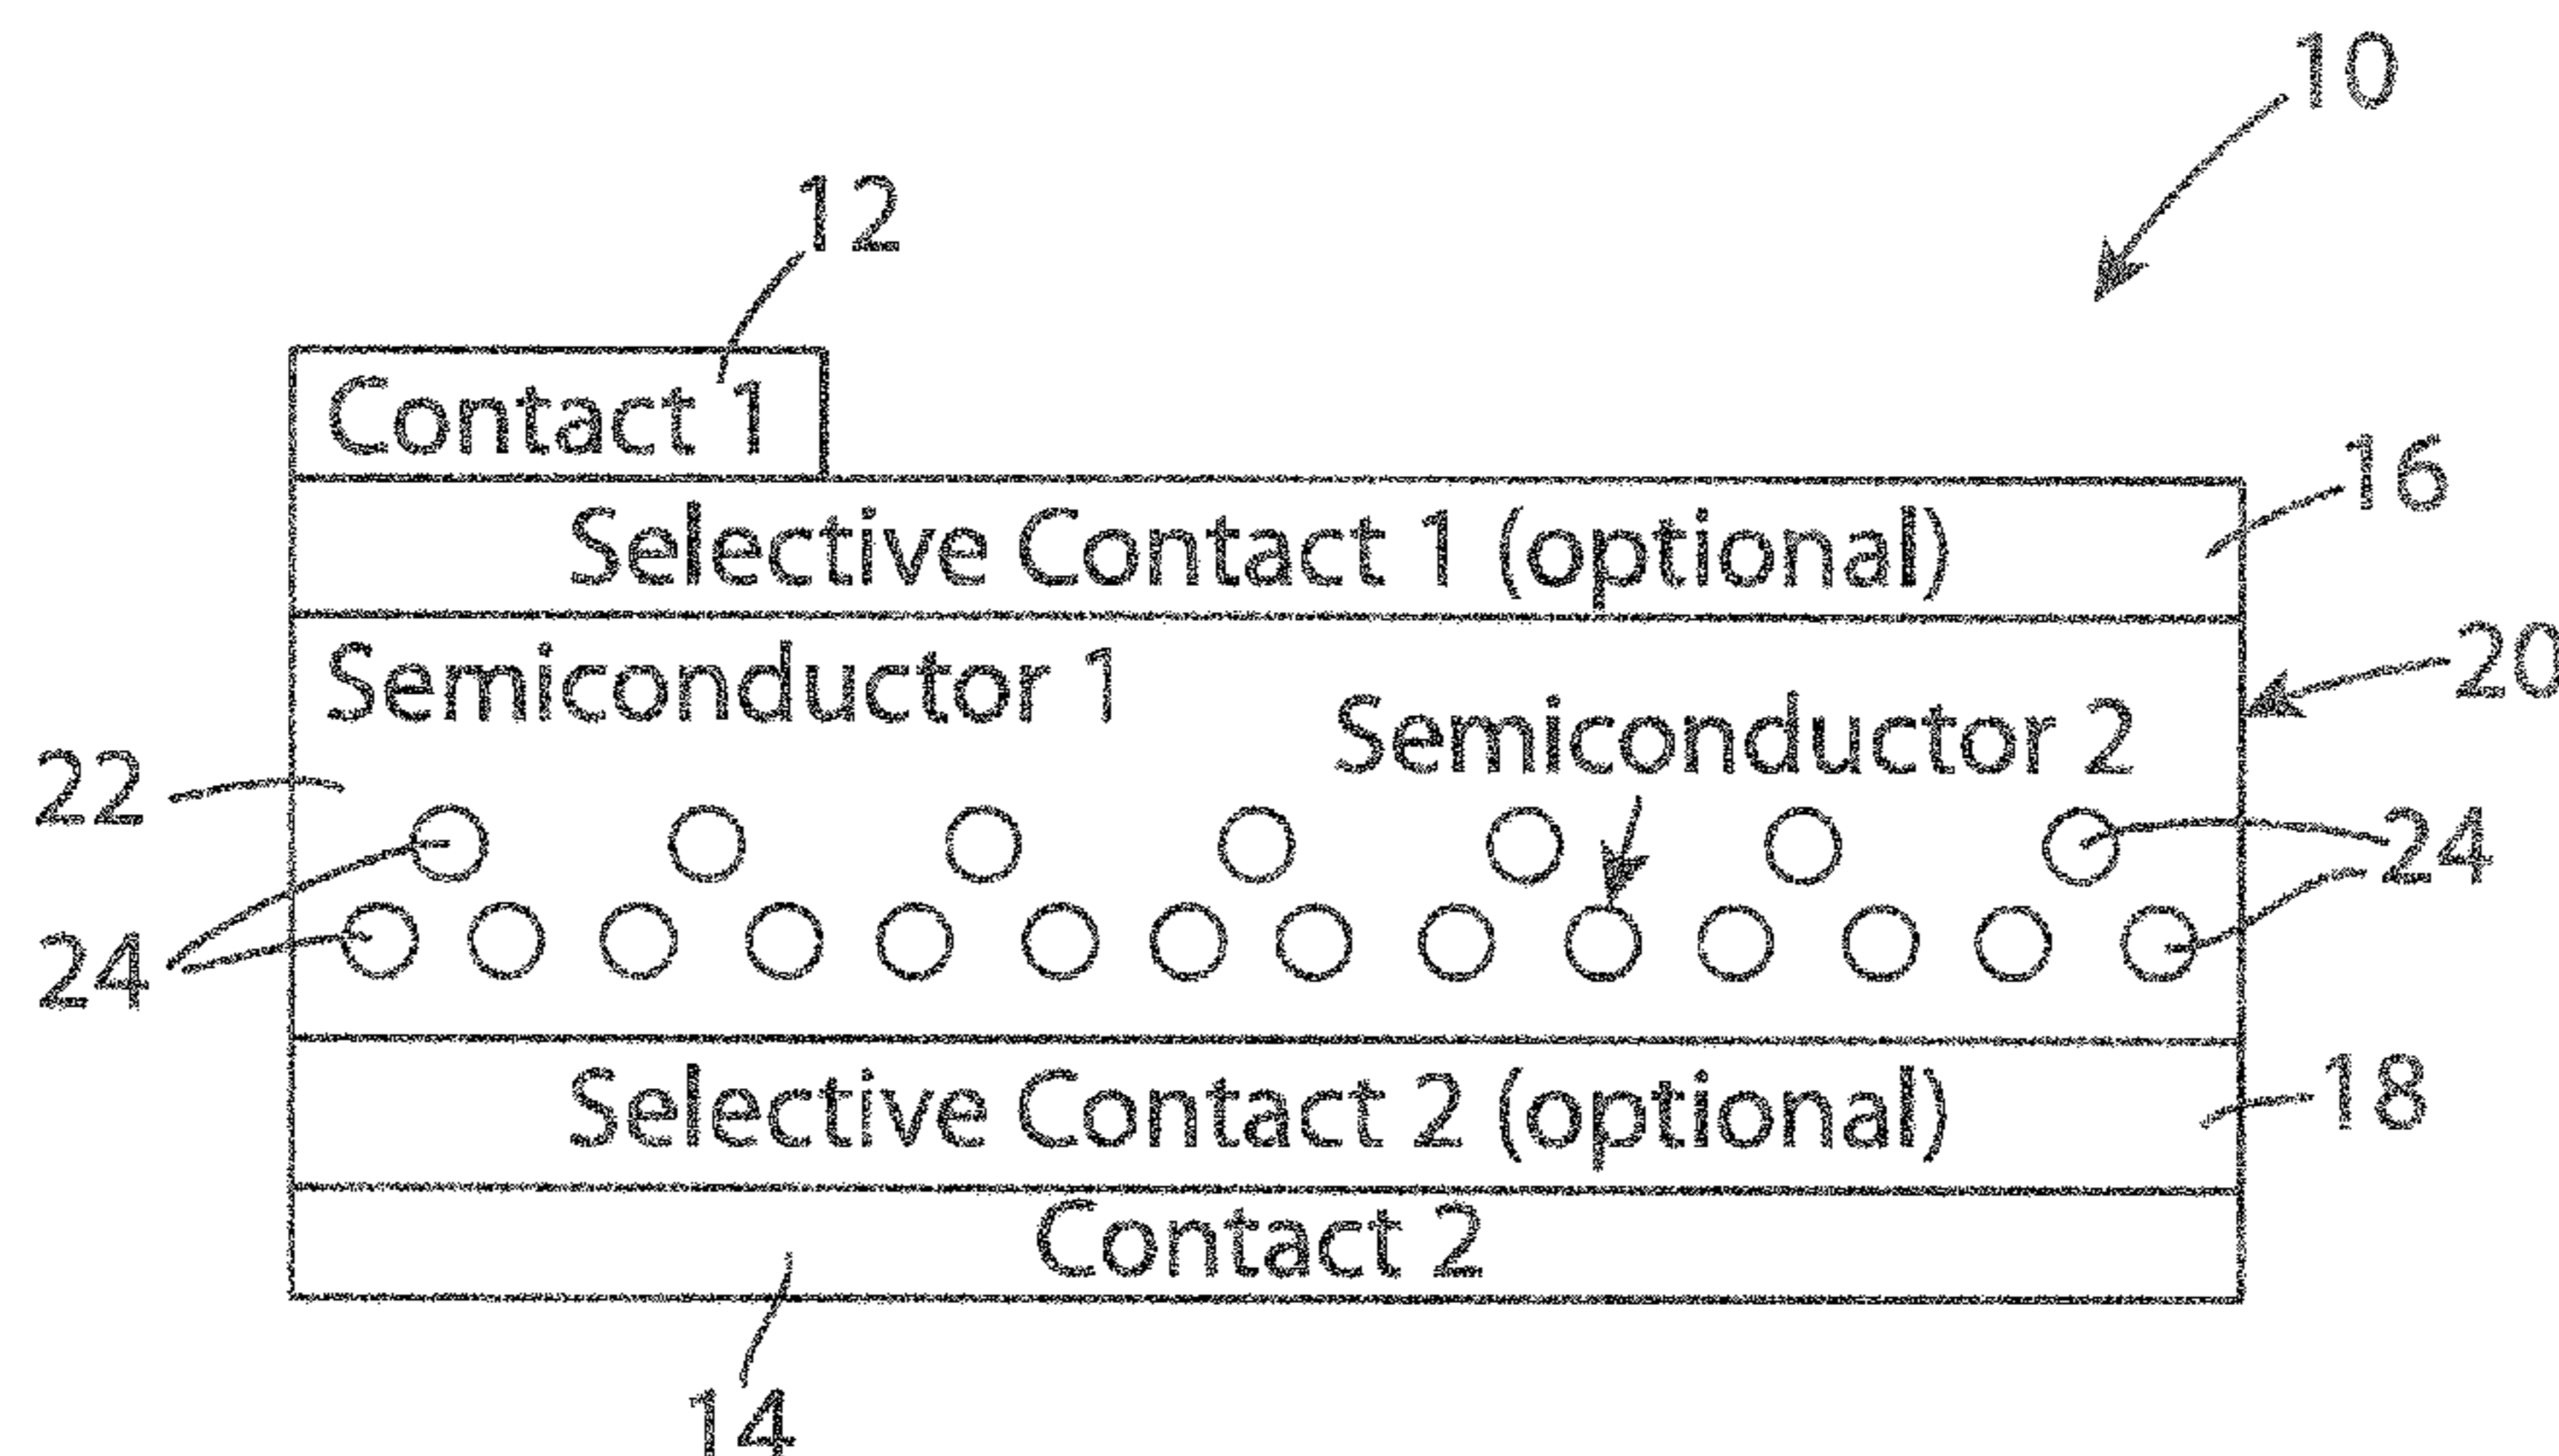 10
12
Contact 1
16
Selective Contact 1 (optional)
Semiconductor 1
20
Semiconductor 2
22
24
24
Selective Contact 2 (optional)
18
Contact 2
14